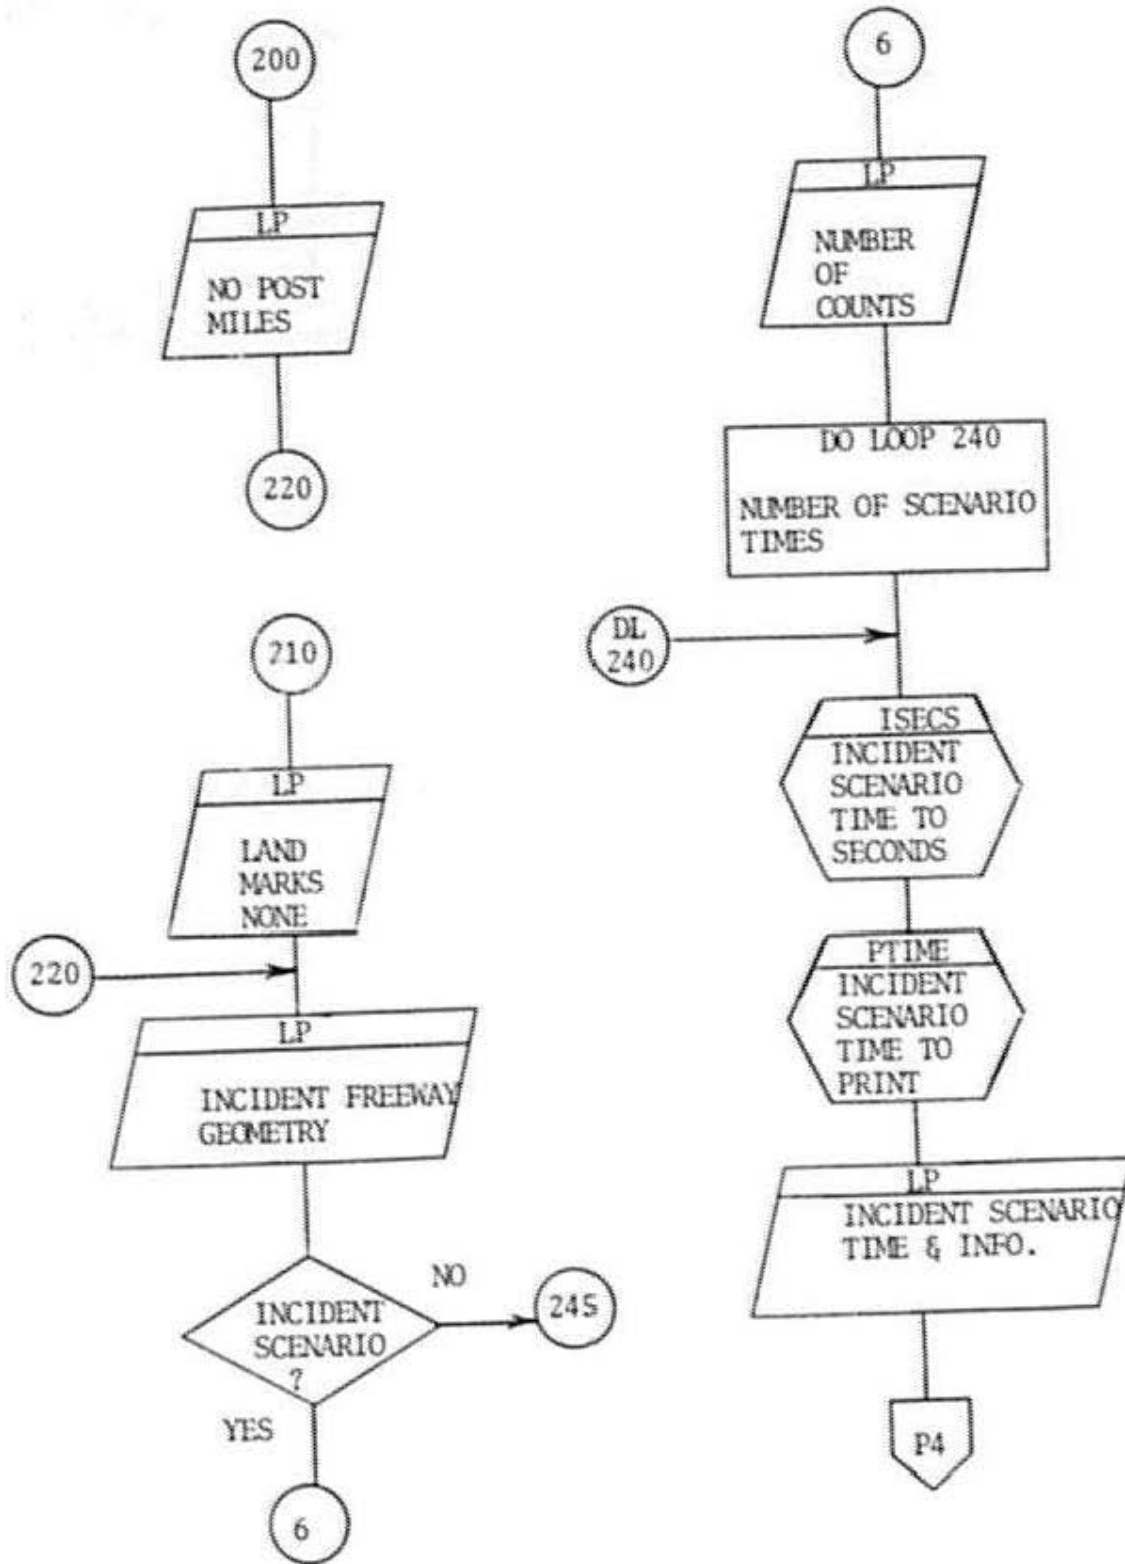 200
LP
NO POST
MILES
220
210
LP
LAND
MARKS
NONE
220
LP
INCIDENT FREEWAY
GEOMETRY
INCIDENT
SCENARIO
?
NO
245
YES
6
6
LP
NUMBER
OF
COUNTS
DO LOOP 240
NUMBER OF SCENARIO
TIMES
DL
240
ISECS
INCIDENT
SCENARIO
TIME TO
SECONDS
PTIME
INCIDENT
SCENARIO
TIME TO
PRINT
LP
INCIDENT SCENARIO
TIME & INFO.
P4